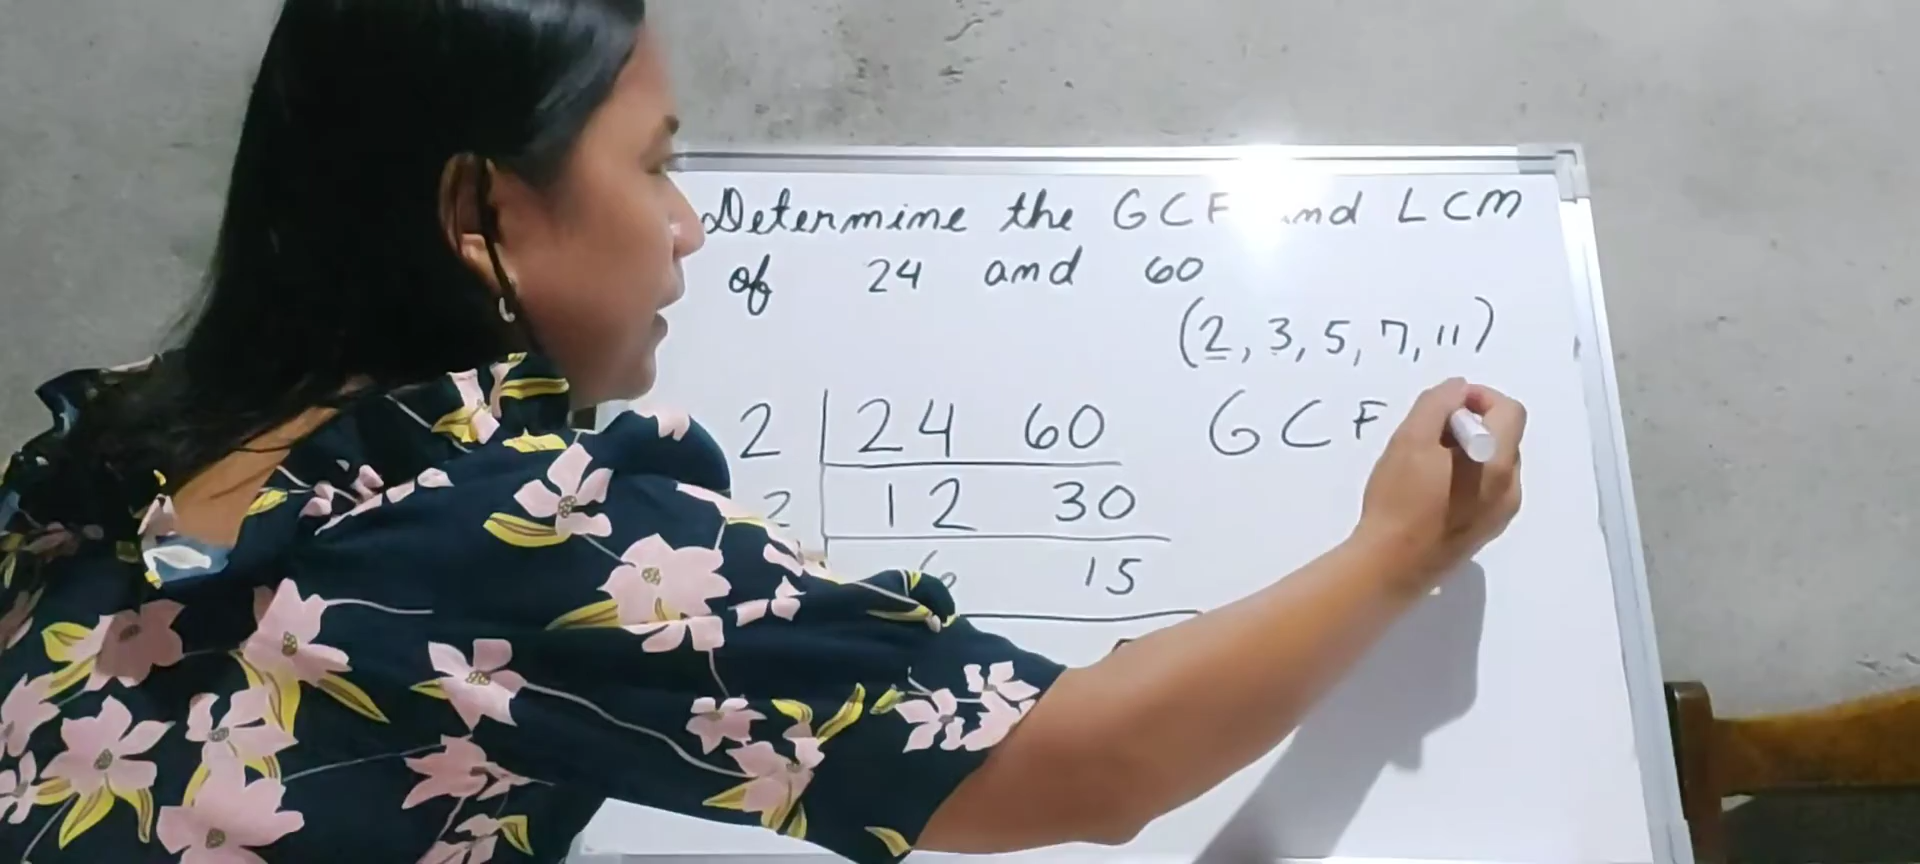 Determine the GCF and LCM
of 24 and 60
(2, 3, 5, 7, 11)
2 24 60 GCF
2 12 30
6 15